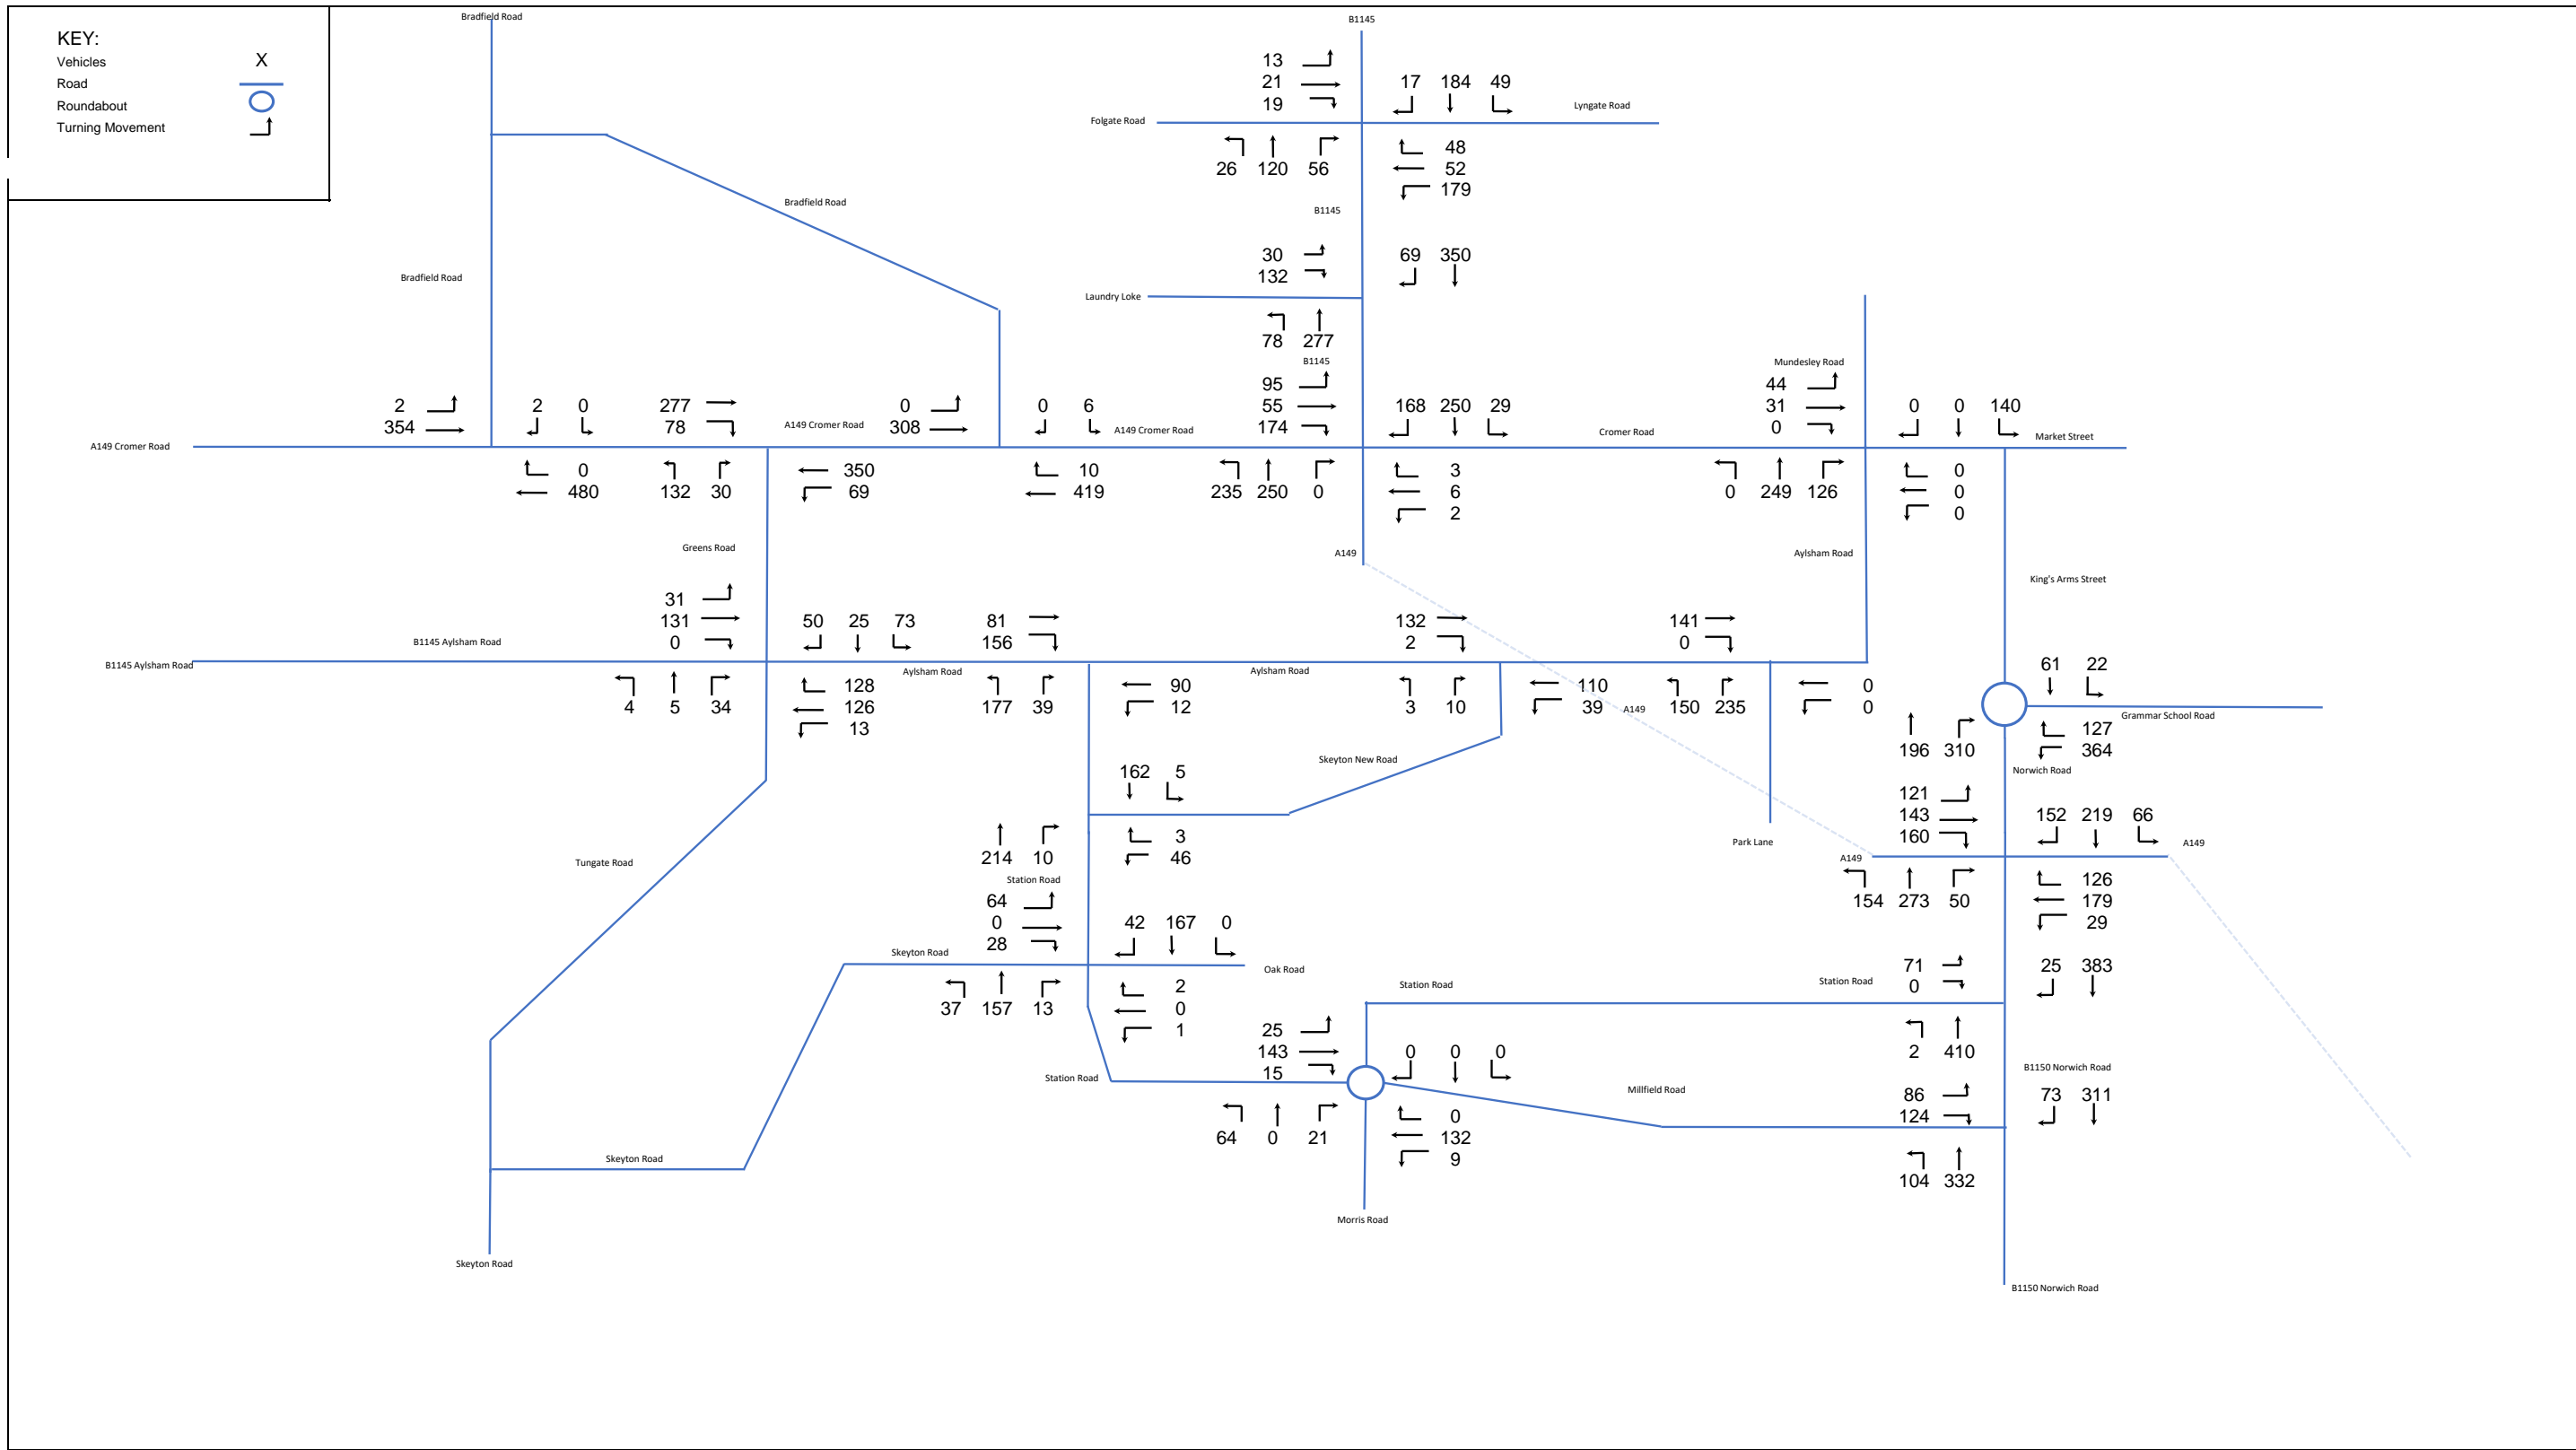 Bradfield Road
B1145
KEY:
Vehicles X
Road
Roundabout
Turning Movement
13
21
19
17 184 49
Folgate Road
Lyngate Road
26 120 56
48
52
179
Bradfield Road
B1145
Bradfield Road
30
132
69 350
Laundry Loke
78 277
B1145
Mundesley Road
2
354
2 0
277
78
A149 Cromer Road
0
308
0 6
A149 Cromer Road
95
55
174
168 250 29
Cromer Road
44
31
0
0 0 140
Market Street
A149 Cromer Road
0
480
132 30
350
69
10
419
235 250 0
3
6
2
0 249 126
0
0
0
Greens Road
A149
Aylsham Road
King's Arms Street
31
131
0
50 25 73
81
156
132
2
141
0
B1145 Aylsham Road
B1145 Aylsham Road
Aylsham Road
Aylsham Road
61 22
4 5 34
128
126
13
177 39
90
12
3 10
110
39
A149
150 235
0
0
Grammar School Road
196 310
127
364
Norwich Road
Skeyton New Road
162 5
121
143
160
152 219 66
Tungate Road
214 10
3
46
Park Lane
A149
A149
Station Road
154 273 50
126
179
29
64
0
28
42 167 0
Skeyton Road
Oak Road
37 157 13
2
0
1
Station Road
Station Road
71
0
25 383
2 410
25
143
15
0 0 0
Station Road
Millfield Road
B1150 Norwich Road
86
124
73 311
64 0 21
0
132
9
104 332
Skeyton Road
Morris Road
Skeyton Road
B1150 Norwich Road